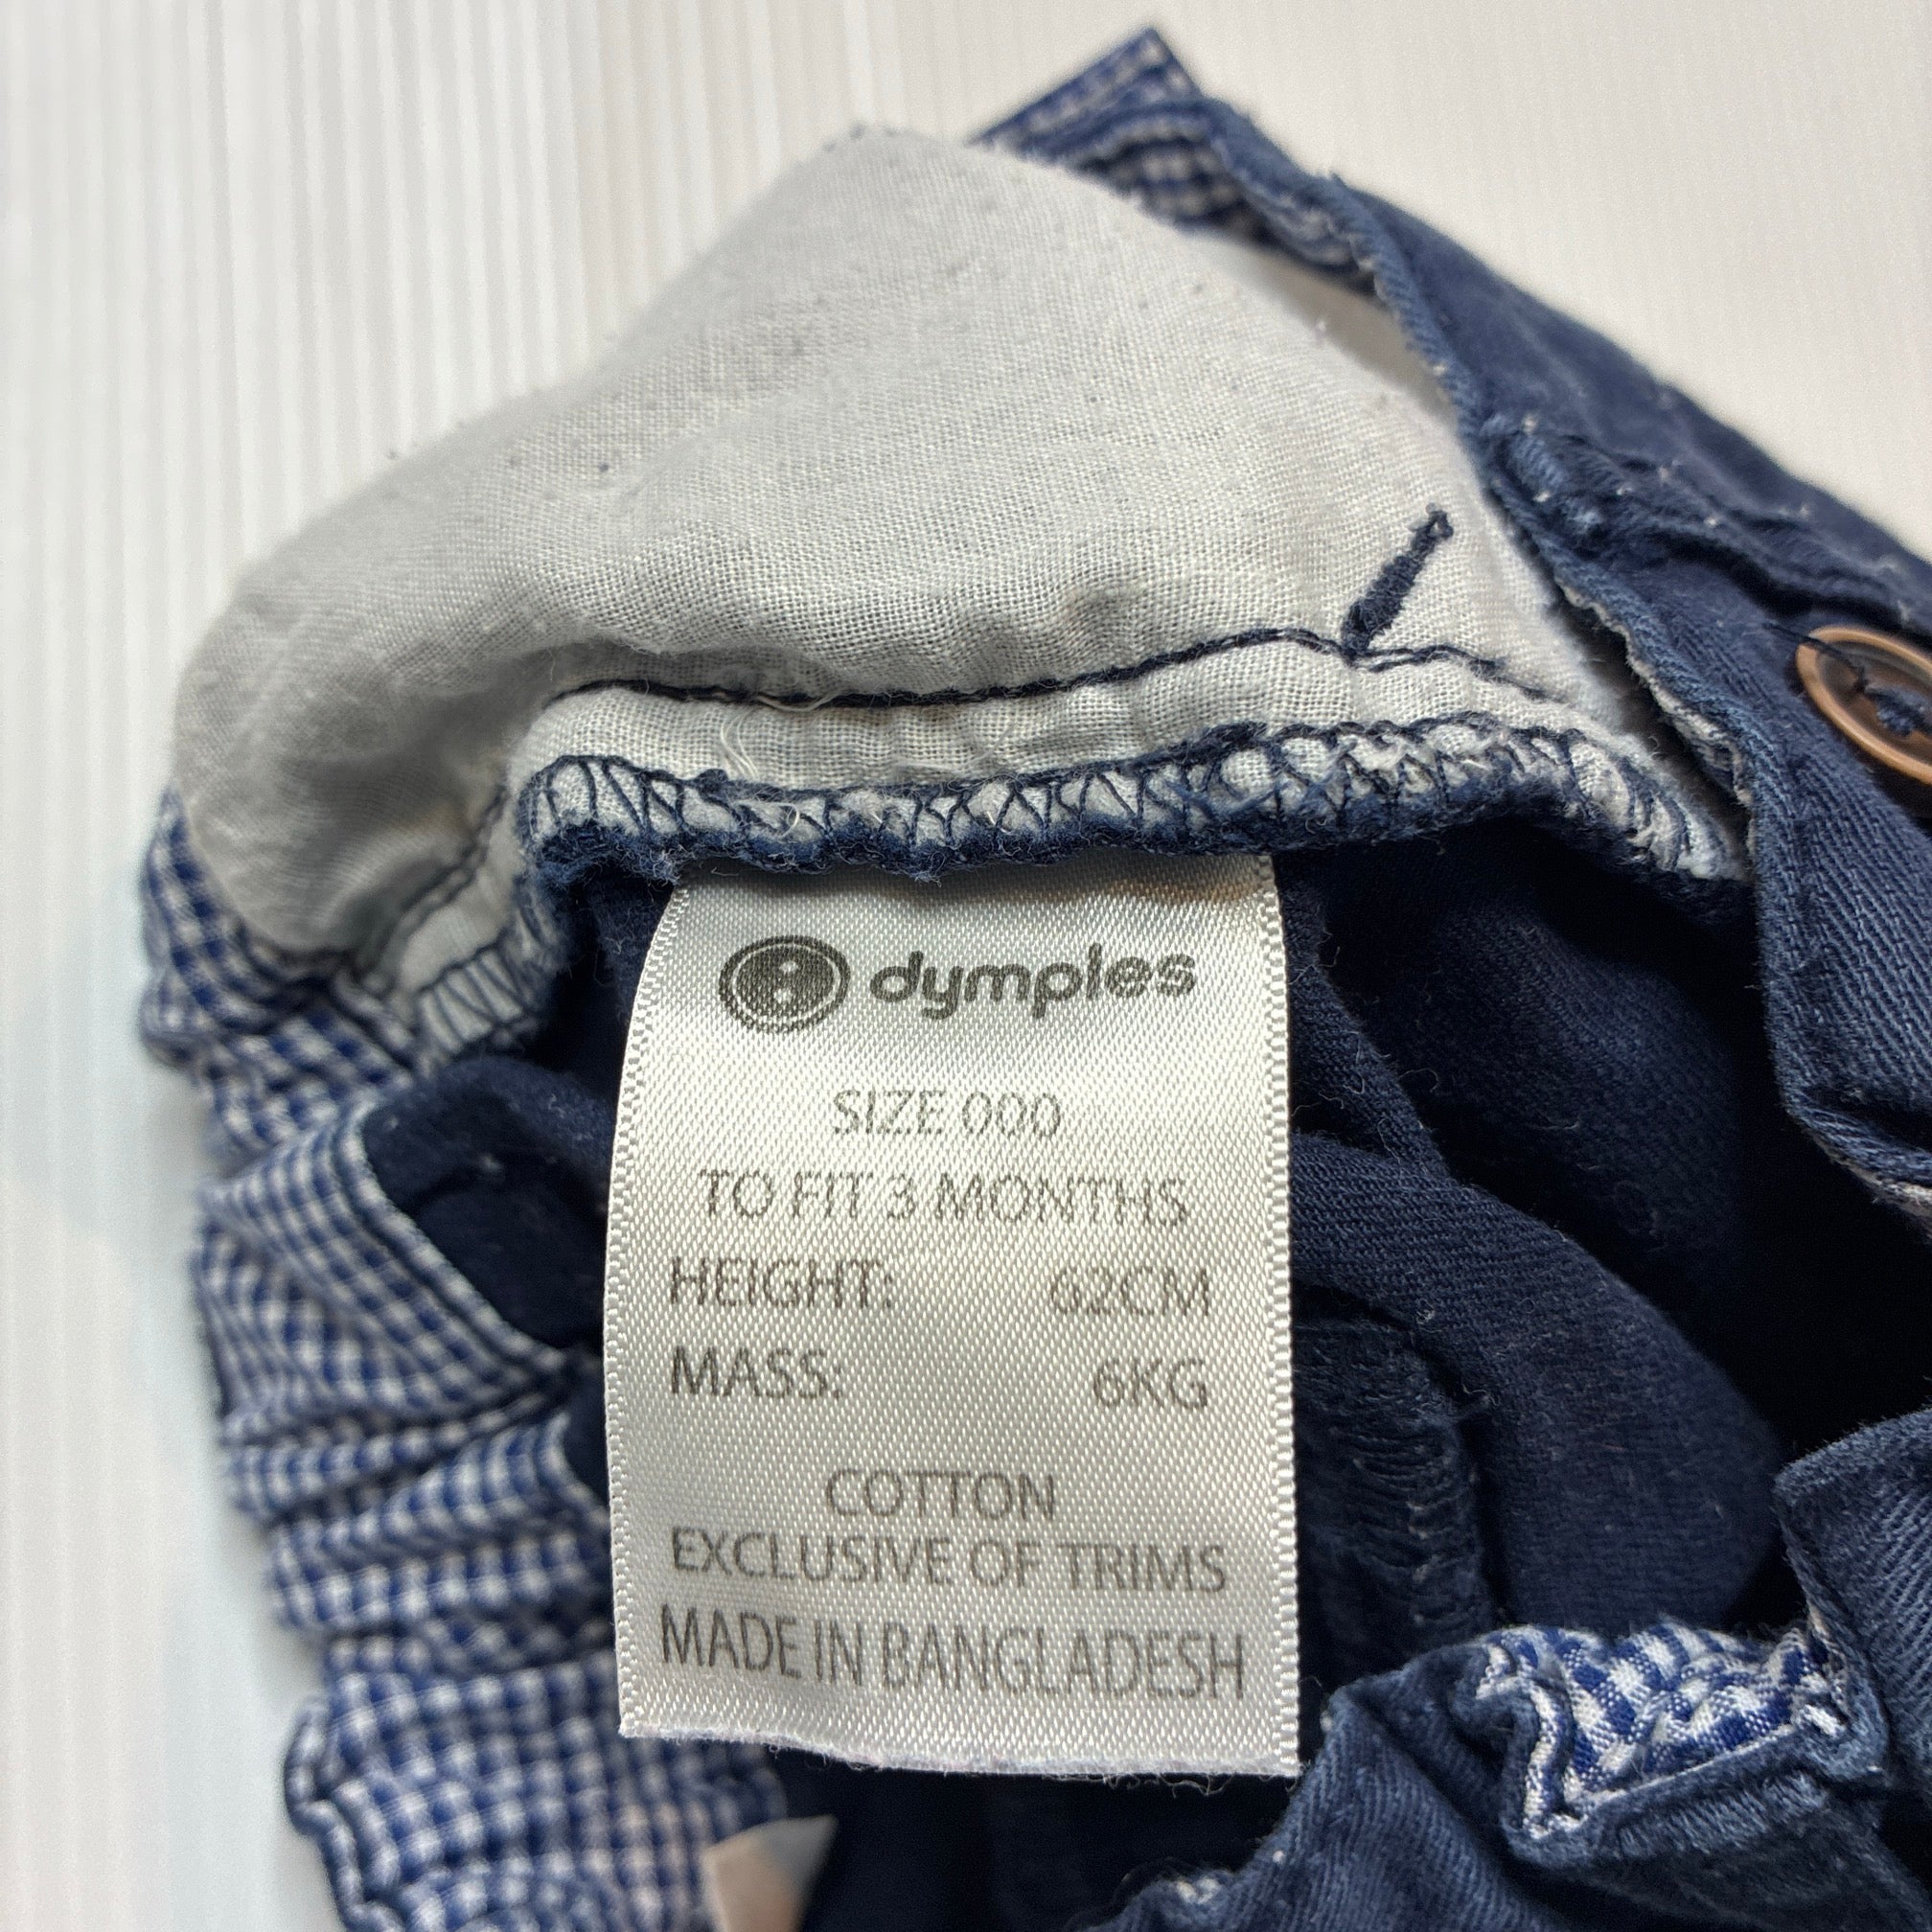 dymples
SIZE 000
TO FIT 3 MONTHS
HEIGHT: 62CM
MASS: 6KG
COTTON
EXCLUSIVE OF TRIMS
MADE IN BANGLADESH